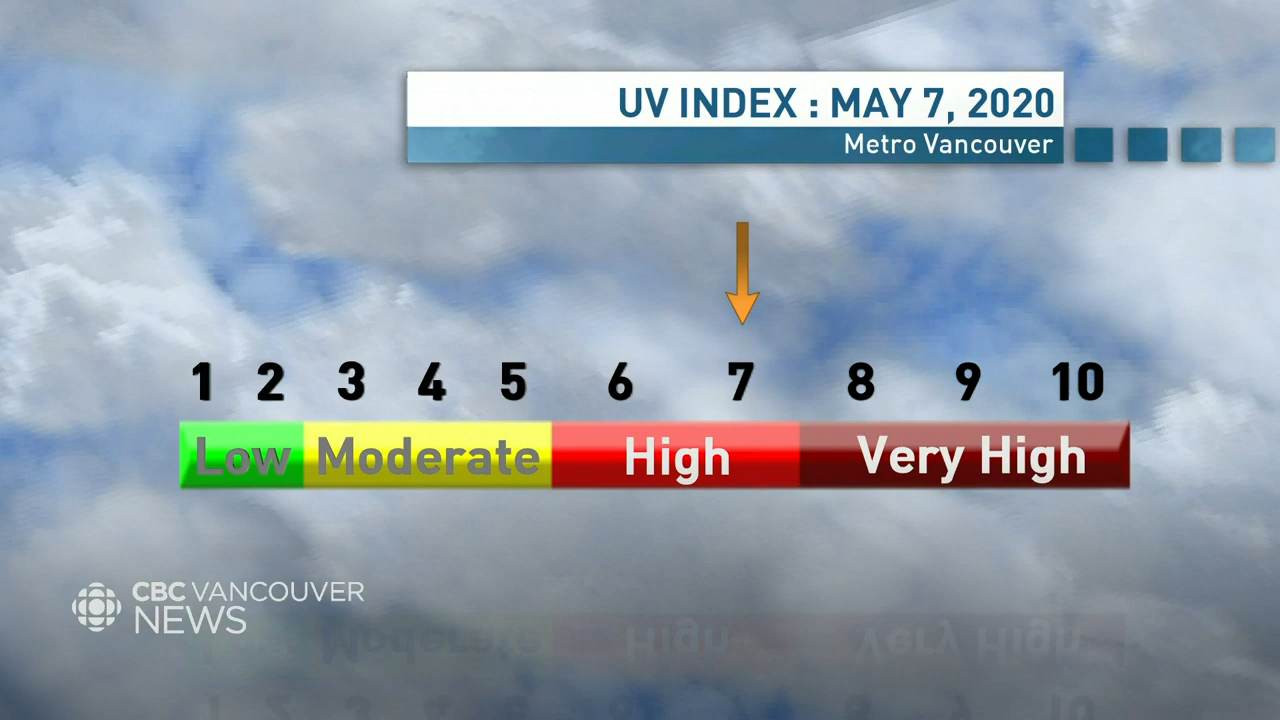 UV INDEX : MAY 7, 2020
Metro Vancouver
1 2 3 4 5 6 7 8 9 10
Low Moderate High Very High
CBC VANCOUVER
NEWS